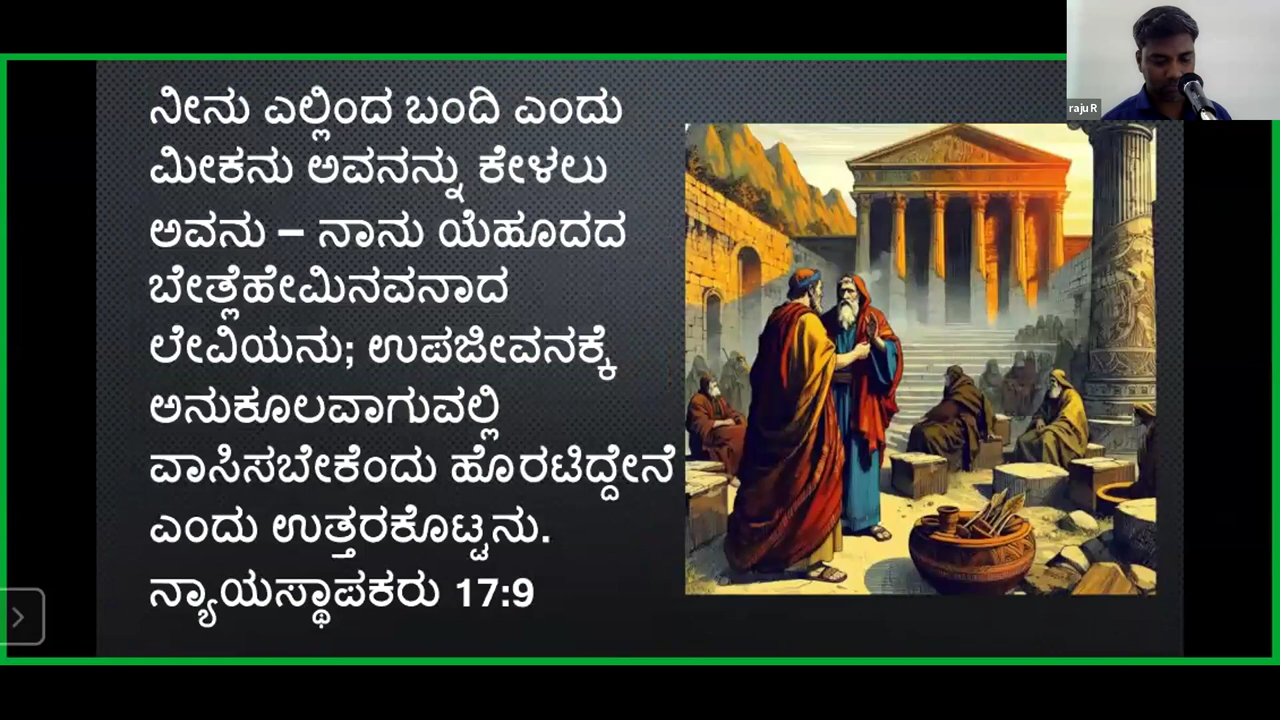 ನೀನು ಎಲ್ಲಿಂದ ಬಂದಿ ಎಂದು
ಮೀಕನು ಅವನನ್ನು ಕೇಳಲು
ಅವನು – ನಾನು ಯೆಹೂದದ
ಬೇತ್ಲೆಹೇಮಿನವನಾದ
ಲೇವಿಯನು; ಉಪಜೀವನಕ್ಕೆ
ಅನುಕೂಲವಾಗುವಲ್ಲಿ
ವಾಸಿಸಬೇಕೆಂದು ಹೊರಟಿದ್ದೇನೆ
ಎಂದು ಉತ್ತರಕೊಟ್ಟನು.
ನ್ಯಾಯಸ್ಥಾಪಕರು 17:9
raju R